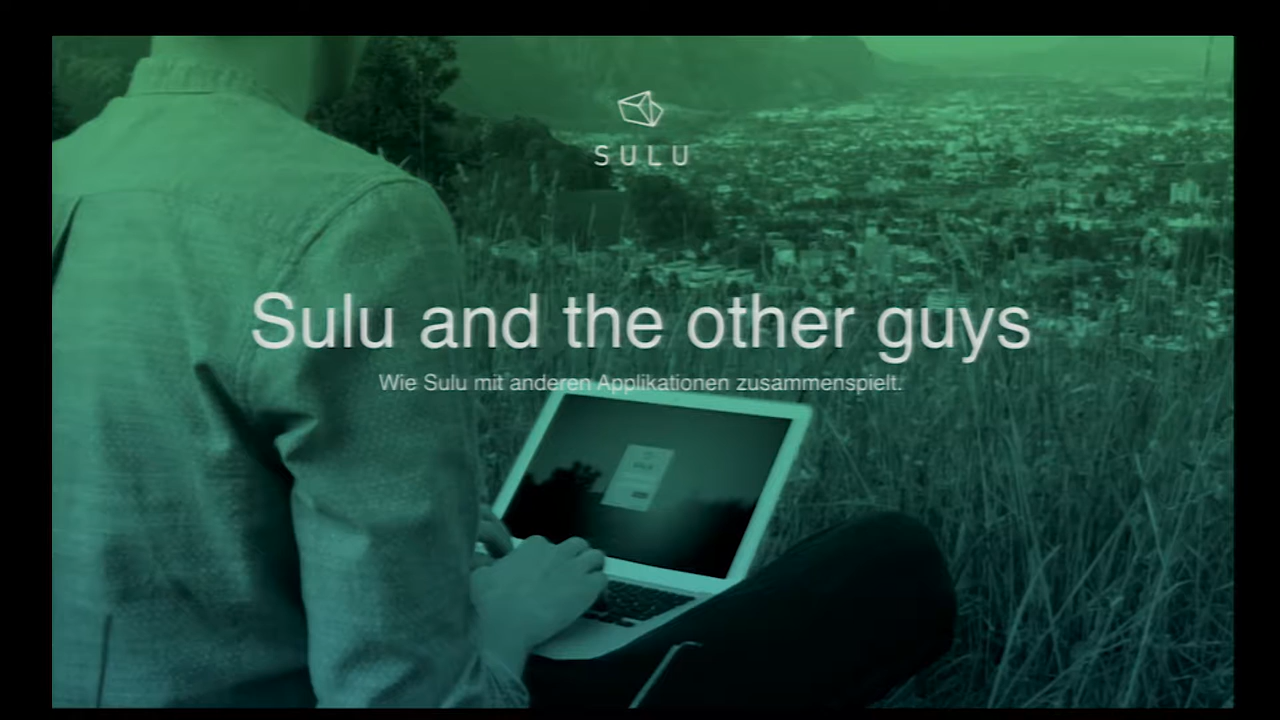 SULU
Sulu and the other guys
Wie Sulu mit anderen Applikationen zusammenspielt.